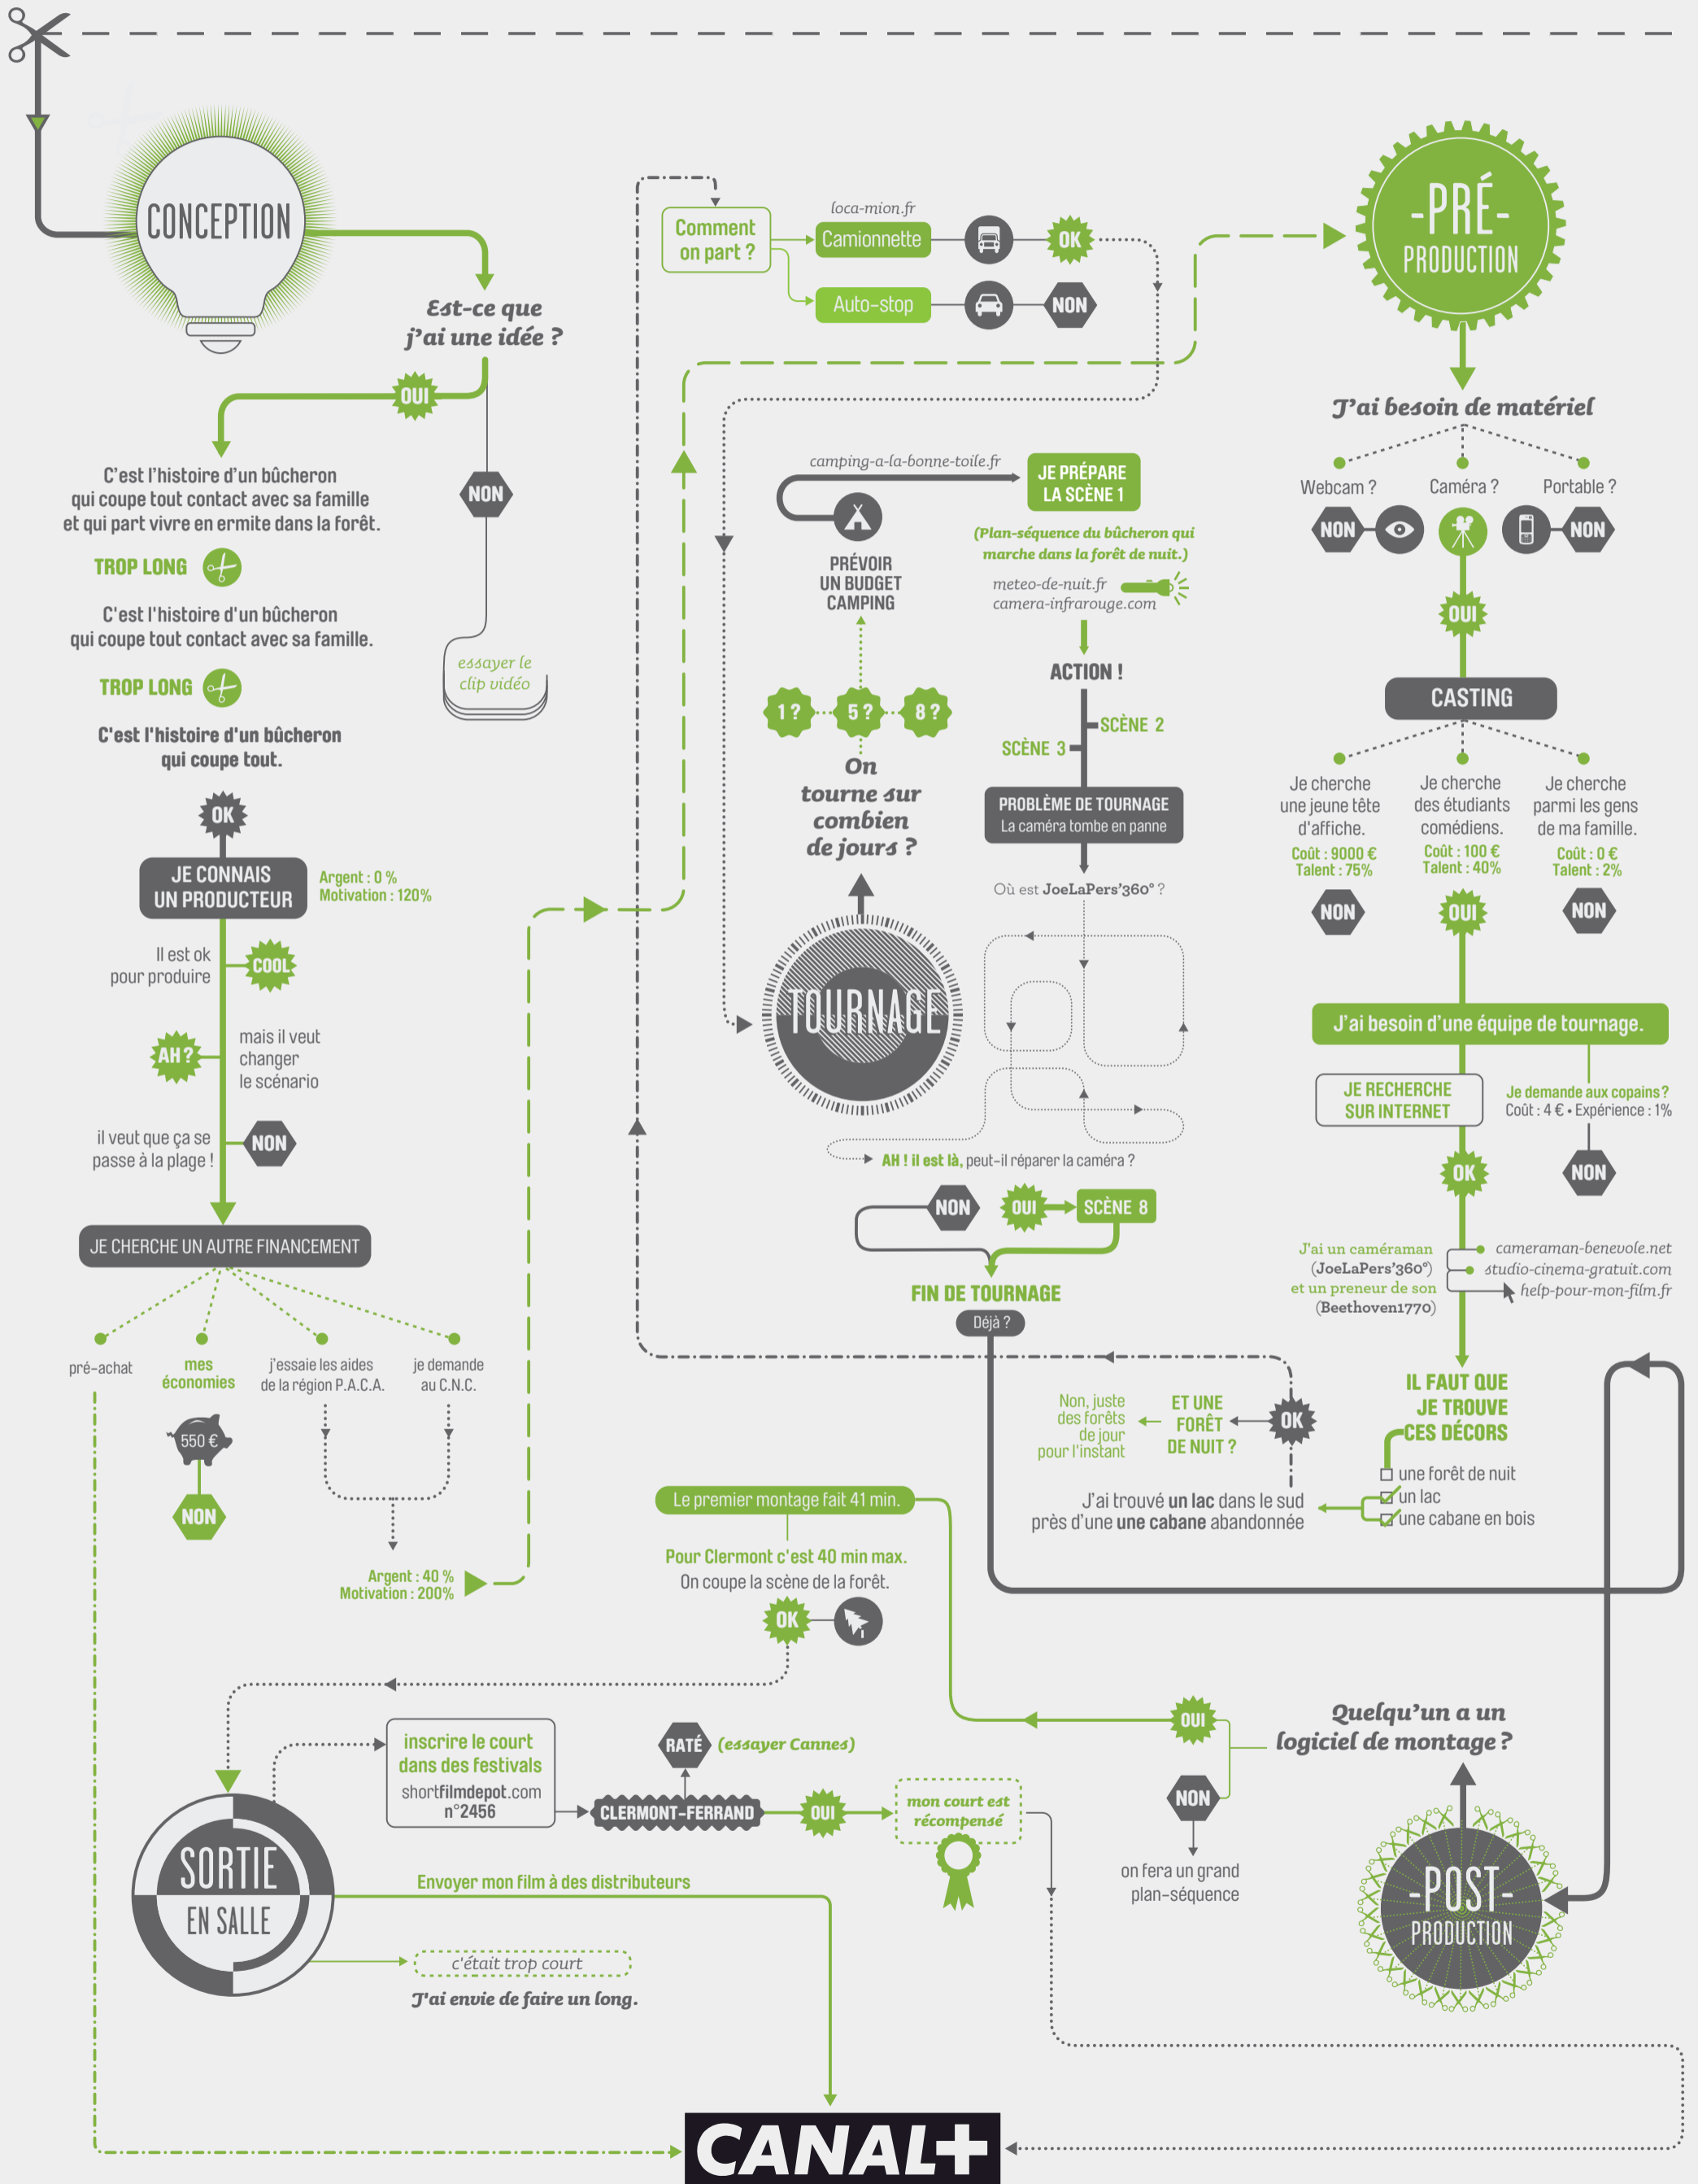 CONCEPTION
Est-ce que
j'ai une idée ?
OUI
NON
essayer le
clip vidéo
C'est l'histoire d'un bûcheron
qui coupe tout contact avec sa famille
et qui part vivre en ermite dans la forêt.
TROP LONG
C'est l'histoire d'un bûcheron
qui coupe tout contact avec sa famille.
TROP LONG
C'est l'histoire d'un bûcheron
qui coupe tout.
OK
JE CONNAIS
UN PRODUCTEUR
Argent : 0 %
Motivation : 120%
Il est ok
pour produire
COOL
AH ?
mais il veut
changer
le scénario
il veut que ça se
passe à la plage !
NON
JE CHERCHE UN AUTRE FINANCEMENT
pré-achat
mes
économies
j'essaie les aides
de la région P.A.C.A.
je demande
au C.N.C.
550 €
NON
Argent : 40 %
Motivation : 200%
-PRÉ-
PRODUCTION
J'ai besoin de matériel
Webcam ?
Caméra ?
Portable ?
NON
NON
OUI
CASTING
Je cherche
une jeune tête
d'affiche.
Coût : 9000 €
Talent : 75%
NON
Je cherche
des étudiants
comédiens.
Coût : 100 €
Talent : 40%
OUI
Je cherche
parmi les gens
de ma famille.
Coût : 0 €
Talent : 2%
NON
J'ai besoin d'une équipe de tournage.
JE RECHERCHE
SUR INTERNET
Je demande aux copains ?
Coût : 4 € • Expérience : 1%
OK
NON
J'ai un caméraman
(JoeLaPers'360°)
et un preneur de son
(Beethoven1770)
cameraman-benevole.net
studio-cinema-gratuit.com
help-pour-mon-film.fr
IL FAUT QUE
JE TROUVE
CES DÉCORS
une forêt de nuit
un lac
une cabane en bois
J'ai trouvé un lac dans le sud
près d'une une cabane abandonnée
OK
ET UNE
FORÊT
DE NUIT ?
Non, juste
des forêts
de jour
pour l'instant
Comment
on part ?
loca-mion.fr
Camionnette
OK
Auto-stop
NON
TOURNAGE
On
tourne sur
combien
de jours ?
1 ?
5 ?
8 ?
PRÉVOIR
UN BUDGET
CAMPING
camping-a-la-bonne-toile.fr
JE PRÉPARE
LA SCÈNE 1
(Plan-séquence du bûcheron qui
marche dans la forêt de nuit.)
meteo-de-nuit.fr
camera-infrarouge.com
ACTION !
SCÈNE 2
SCÈNE 3
PROBLÈME DE TOURNAGE
La caméra tombe en panne
Où est JoeLaPers'360° ?
AH ! il est là, peut-il réparer la caméra ?
NON
OUI
SCÈNE 8
FIN DE TOURNAGE
Déjà ?
-POST-
PRODUCTION
Quelqu'un a un
logiciel de montage ?
OUI
NON
on fera un grand
plan-séquence
Le premier montage fait 41 min.
Pour Clermont c'est 40 min max.
On coupe la scène de la forêt.
OK
SORTIE
EN SALLE
inscrire le court
dans des festivals
shortfilmdepot.com
n°2456
CLERMONT-FERRAND
RATÉ
(essayer Cannes)
OUI
mon court est
récompensé
Envoyer mon film à des distributeurs
c'était trop court
J'ai envie de faire un long.
CANAL+